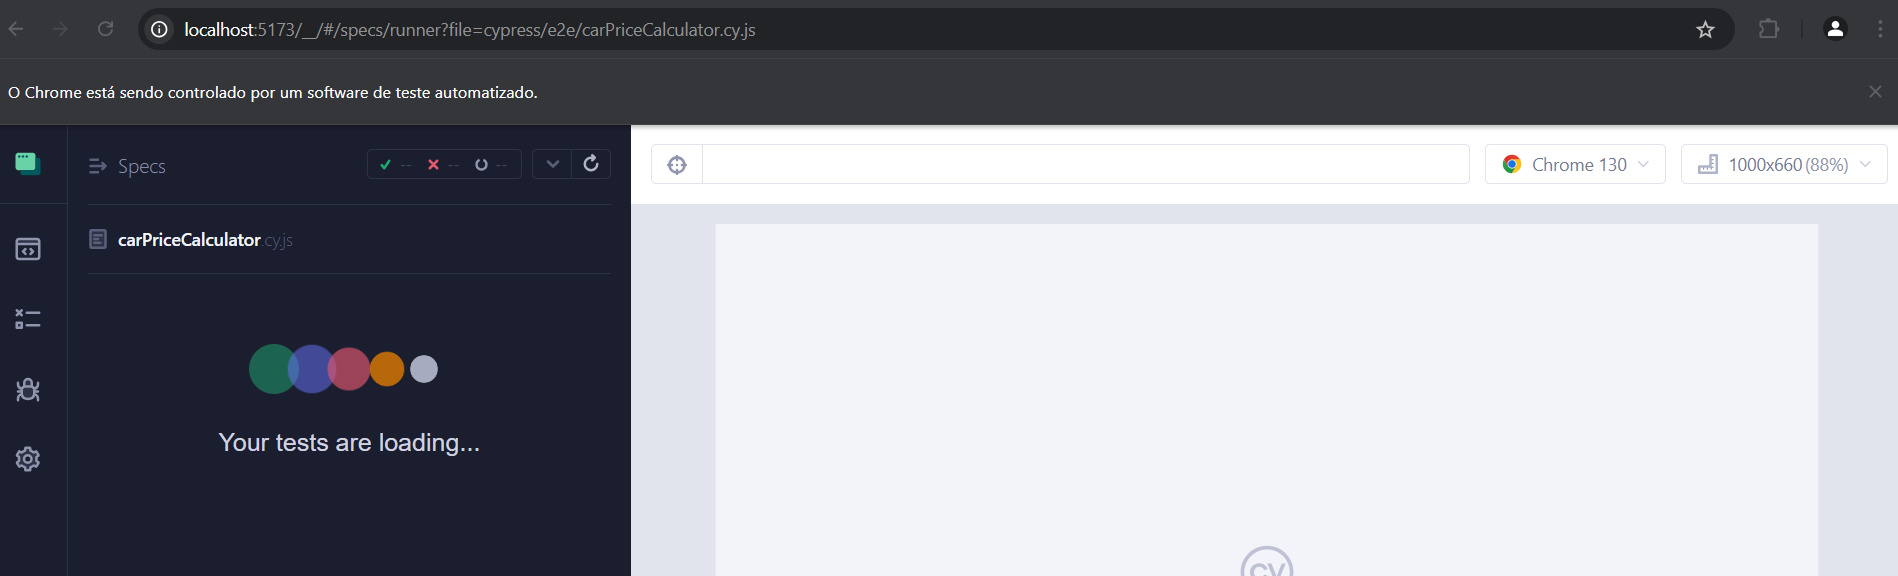 localhost:5173/__/#/specs/runner?file=cypress/e2e/carPriceCalculator.cy.js
O Chrome está sendo controlado por um software de teste automatizado.
Specs
-- -- --
Chrome 130
1000x660 (88%)
carPriceCalculator.cy.js
Your tests are loading...
cy